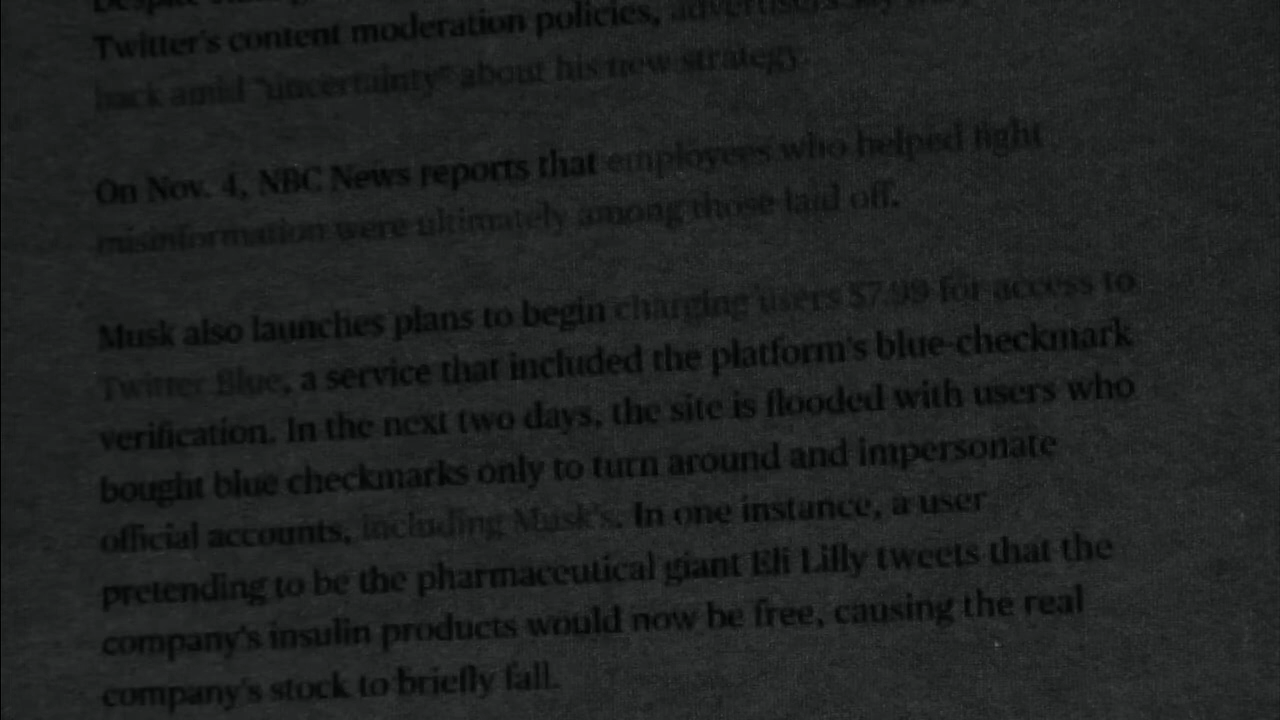 Despite
Twitter's content moderation policies, advertisers
back amid "uncertainty" about his new strategy.
On Nov. 4, NBC News reports that employees who helped fight
misinformation were ultimately among those laid off.
Musk also launches plans to begin charging users $7.99 for access to
Twitter Blue, a service that included the platform's blue-checkmark
verification. In the next two days, the site is flooded with users who
bought blue checkmarks only to turn around and impersonate
official accounts, including Musk's. In one instance, a user
pretending to be the pharmaceutical giant Eli Lilly tweets that the
company's insulin products would now be free, causing the real
company's stock to briefly fall.